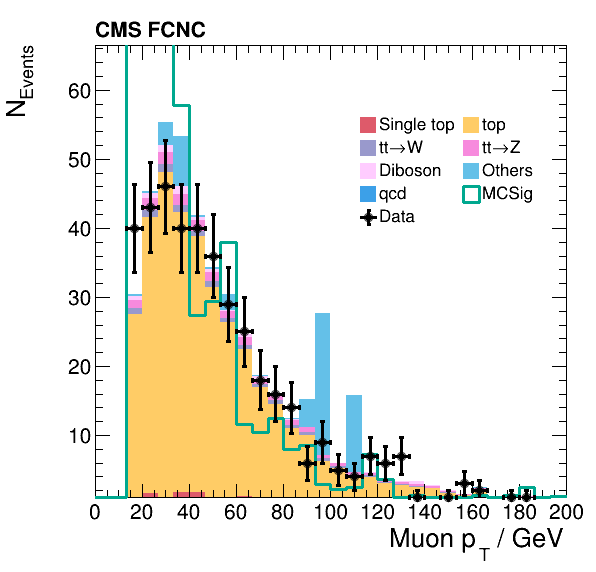 CMS FCNC
N_Events
60
50
40
30
20
10
Single top top
tt→W tt→Z
Diboson Others
qcd MCSig
Data
0 20 40 60 80 100 120 140 160 180 200
Muon p_T / GeV